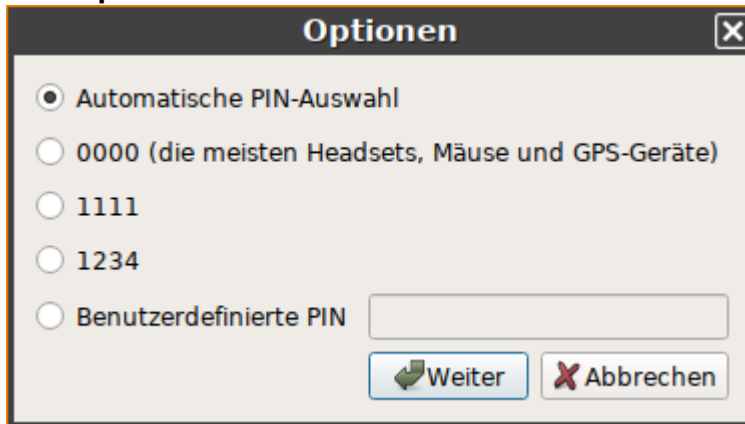 Optionen
Automatische PIN-Auswahl
0000 (die meisten Headsets, Mäuse und GPS-Geräte)
1111
1234
Benutzerdefinierte PIN
Weiter Abbrechen